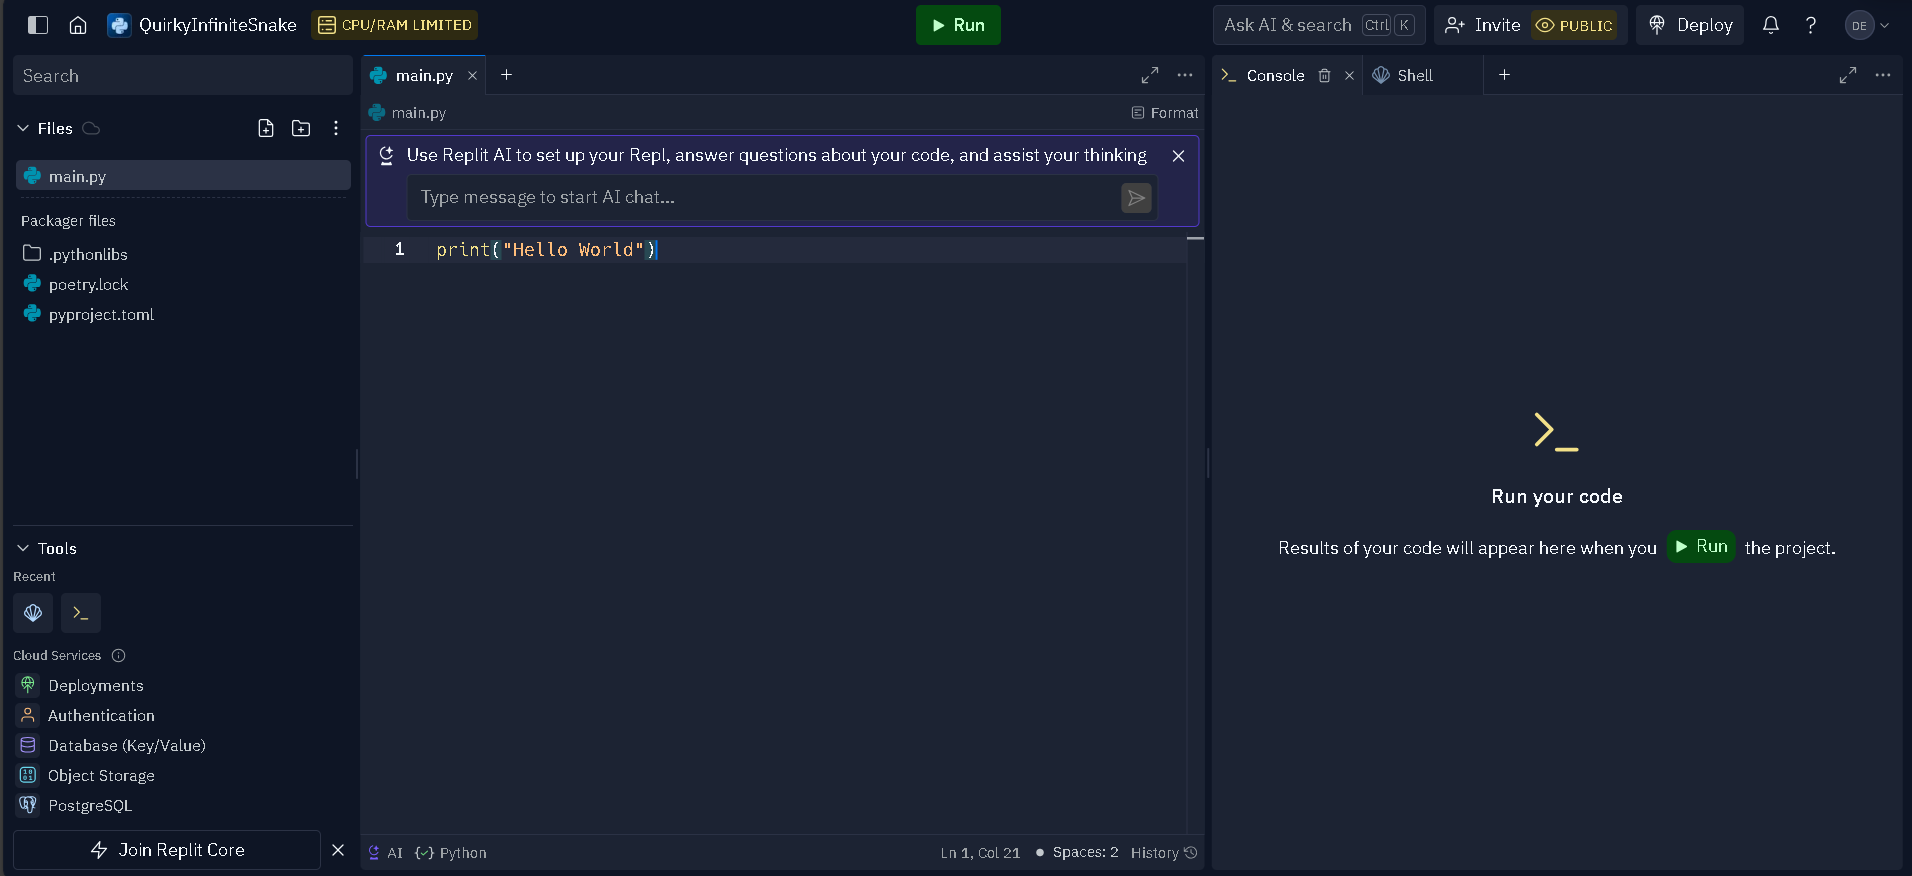 QuirkyInfiniteSnake CPU/RAM LIMITED Run Ask AI & search Ctrl K Invite PUBLIC Deploy ? DE
Search
Files
main.py
Packager files
.pythonlibs
poetry.lock
pyproject.toml
Tools
Recent
Cloud Services
Deployments
Authentication
Database (Key/Value)
Object Storage
PostgreSQL
Join Replit Core
main.py
main.py Format
Use Replit AI to set up your Repl, answer questions about your code, and assist your thinking
Type message to start AI chat...
1 print("Hello World")
AI Python Ln 1, Col 21 Spaces: 2 History
Console Shell
Run your code
Results of your code will appear here when you Run the project.